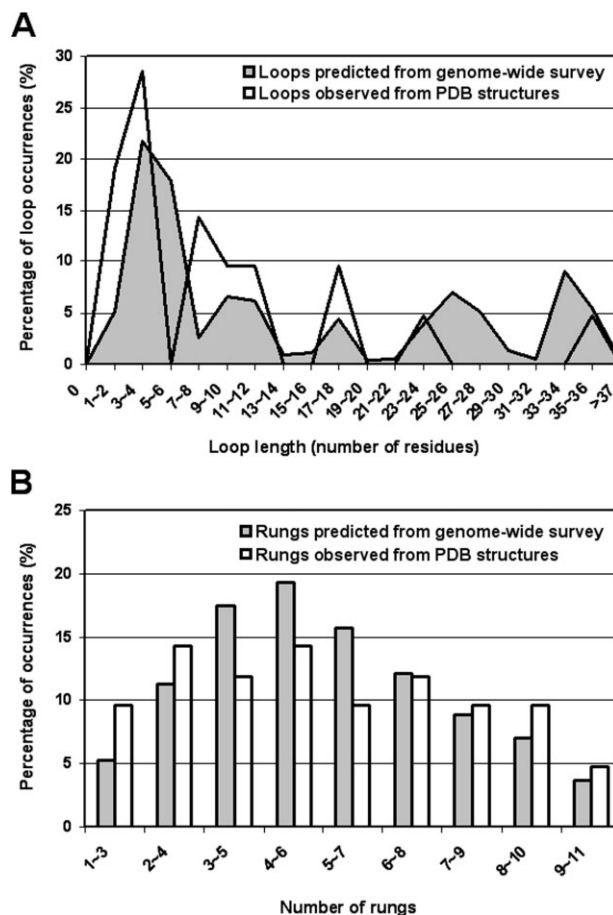 A
30
25
20
15
10
5
0
Percentage of loop occurrences (%)
Loops predicted from genome-wide survey
Loops observed from PDB structures
0 1~2 3~4 5~6 7~8 9~10 11~12 13~14 15~16 17~18 19~20 21~22 23~24 25~26 27~28 29~30 31~32 33~34 35~36 >37
Loop length (number of residues)
B
25
20
15
10
5
0
Percentage of occurrences (%)
Rungs predicted from genome-wide survey
Rungs observed from PDB structures
1~3 2~4 3~5 4~6 5~7 6~8 7~9 8~10 9~11
Number of rungs